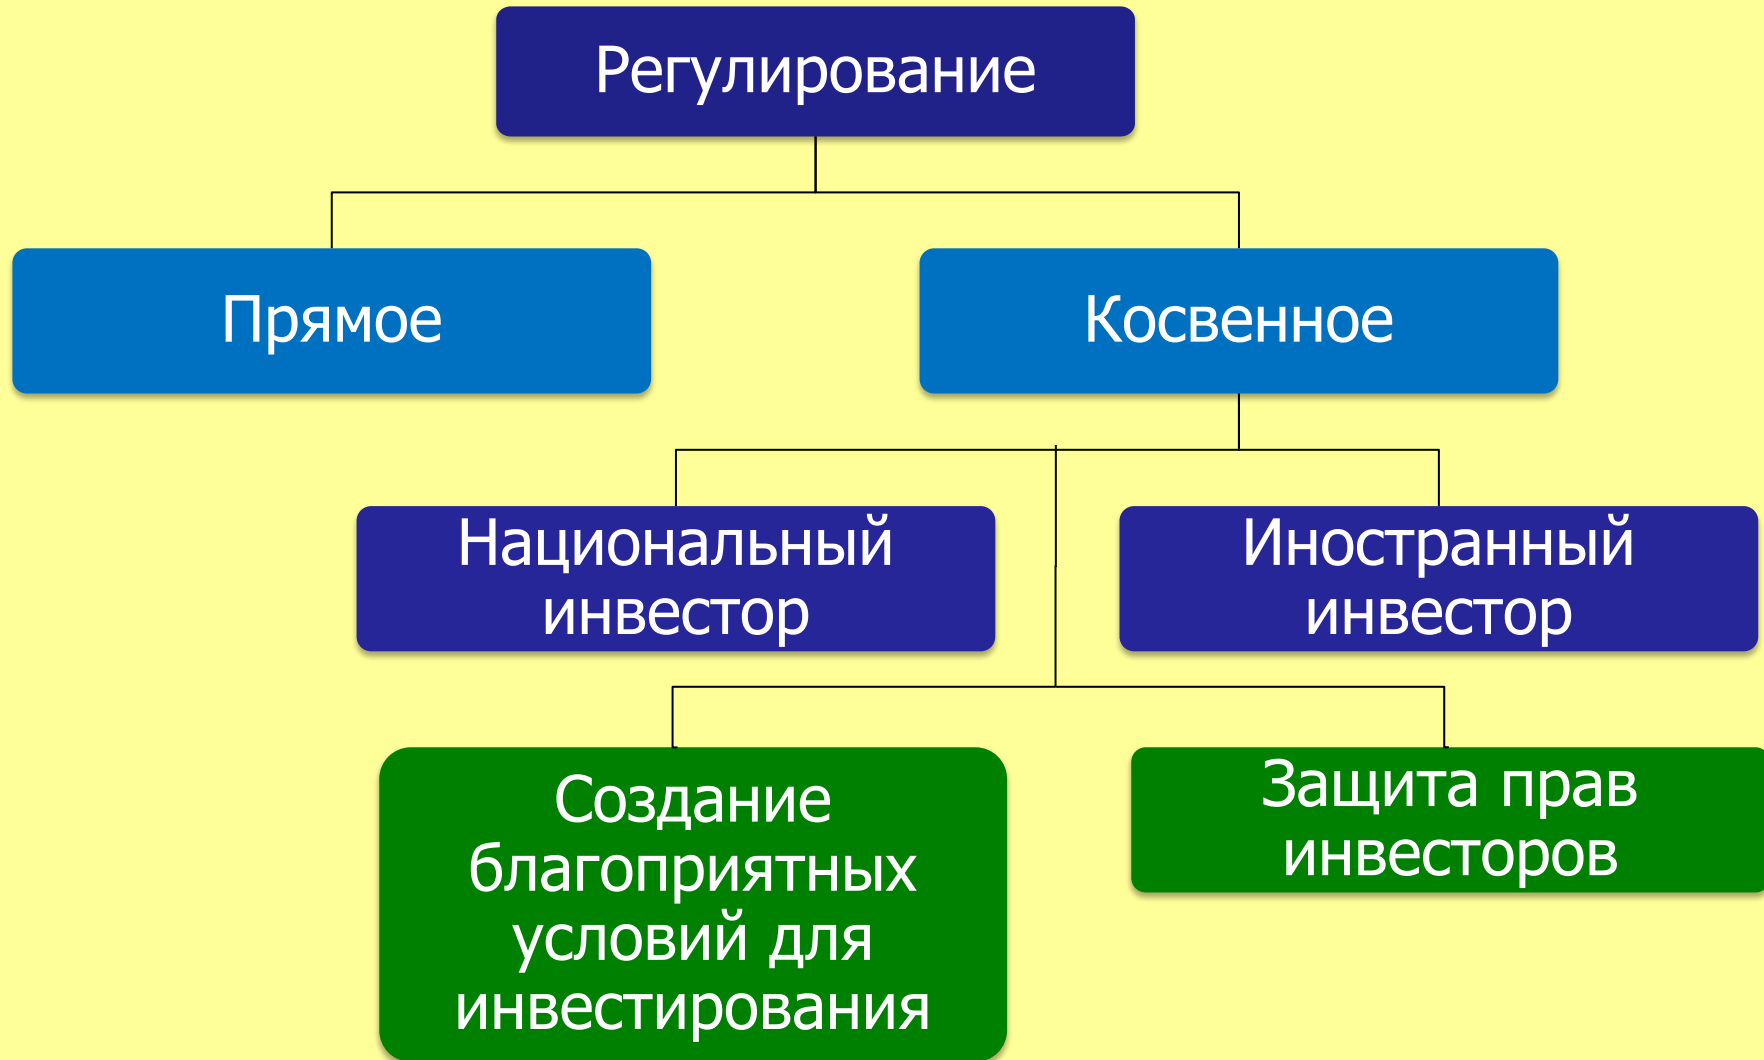 Регулирование
Прямое
Косвенное
Национальный
инвестор
Иностранный
инвестор
Создание
благоприятных
условий для
инвестирования
Защита прав
инвесторов